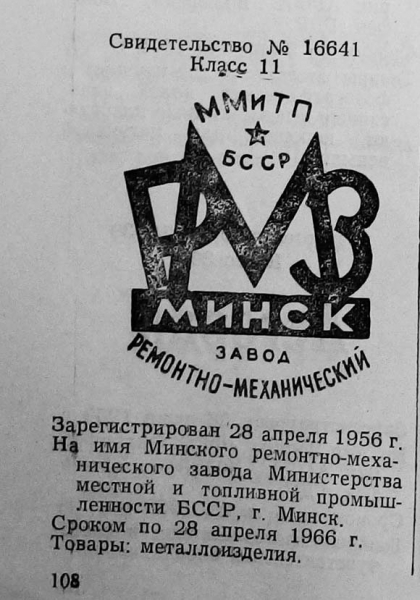 Свидетельство № 16641
Класс 11
ММиТП
БССР
РМЗ
МИНСК
ЗАВОД
РЕМОНТНО-МЕХАНИЧЕСКИЙ
Зарегистрирован 28 апреля 1956 г.
На имя Минского ремонтно-меха-
нического завода Министерства
местной и топливной промыш-
ленности БССР, г. Минск.
Сроком по 28 апреля 1966 г.
Товары: металлоизделия.
108